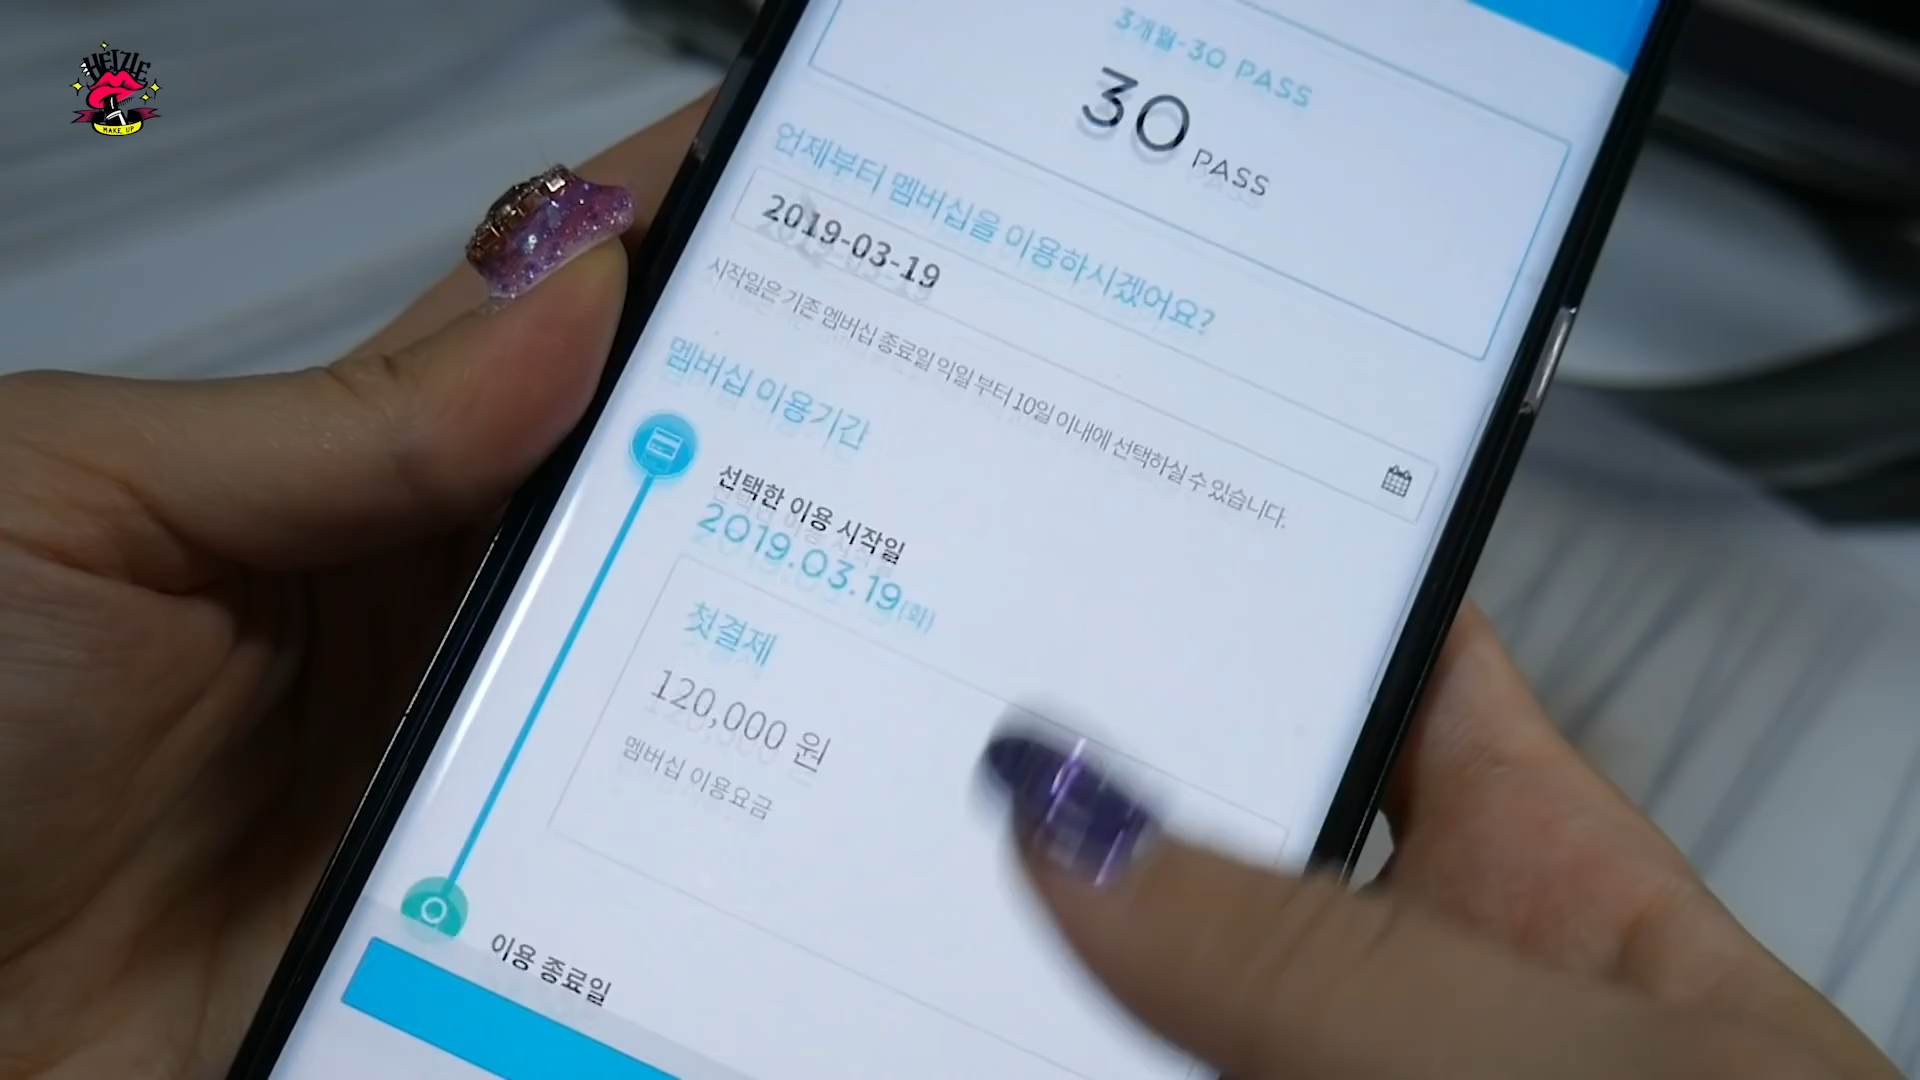 HEIZLE
MAKE UP
3개월-30 PASS
30 PASS
언제부터 멤버십을 이용하시겠어요?
2019-03-19
시작일은 기존 멤버십 종료일 익일 부터 10일 이내에 선택하실 수 있습니다.
멤버십 이용기간
선택한 이용 시작일
2019.03.19(화)
첫결제
120,000 원
멤버십 이용요금
이용 종료일